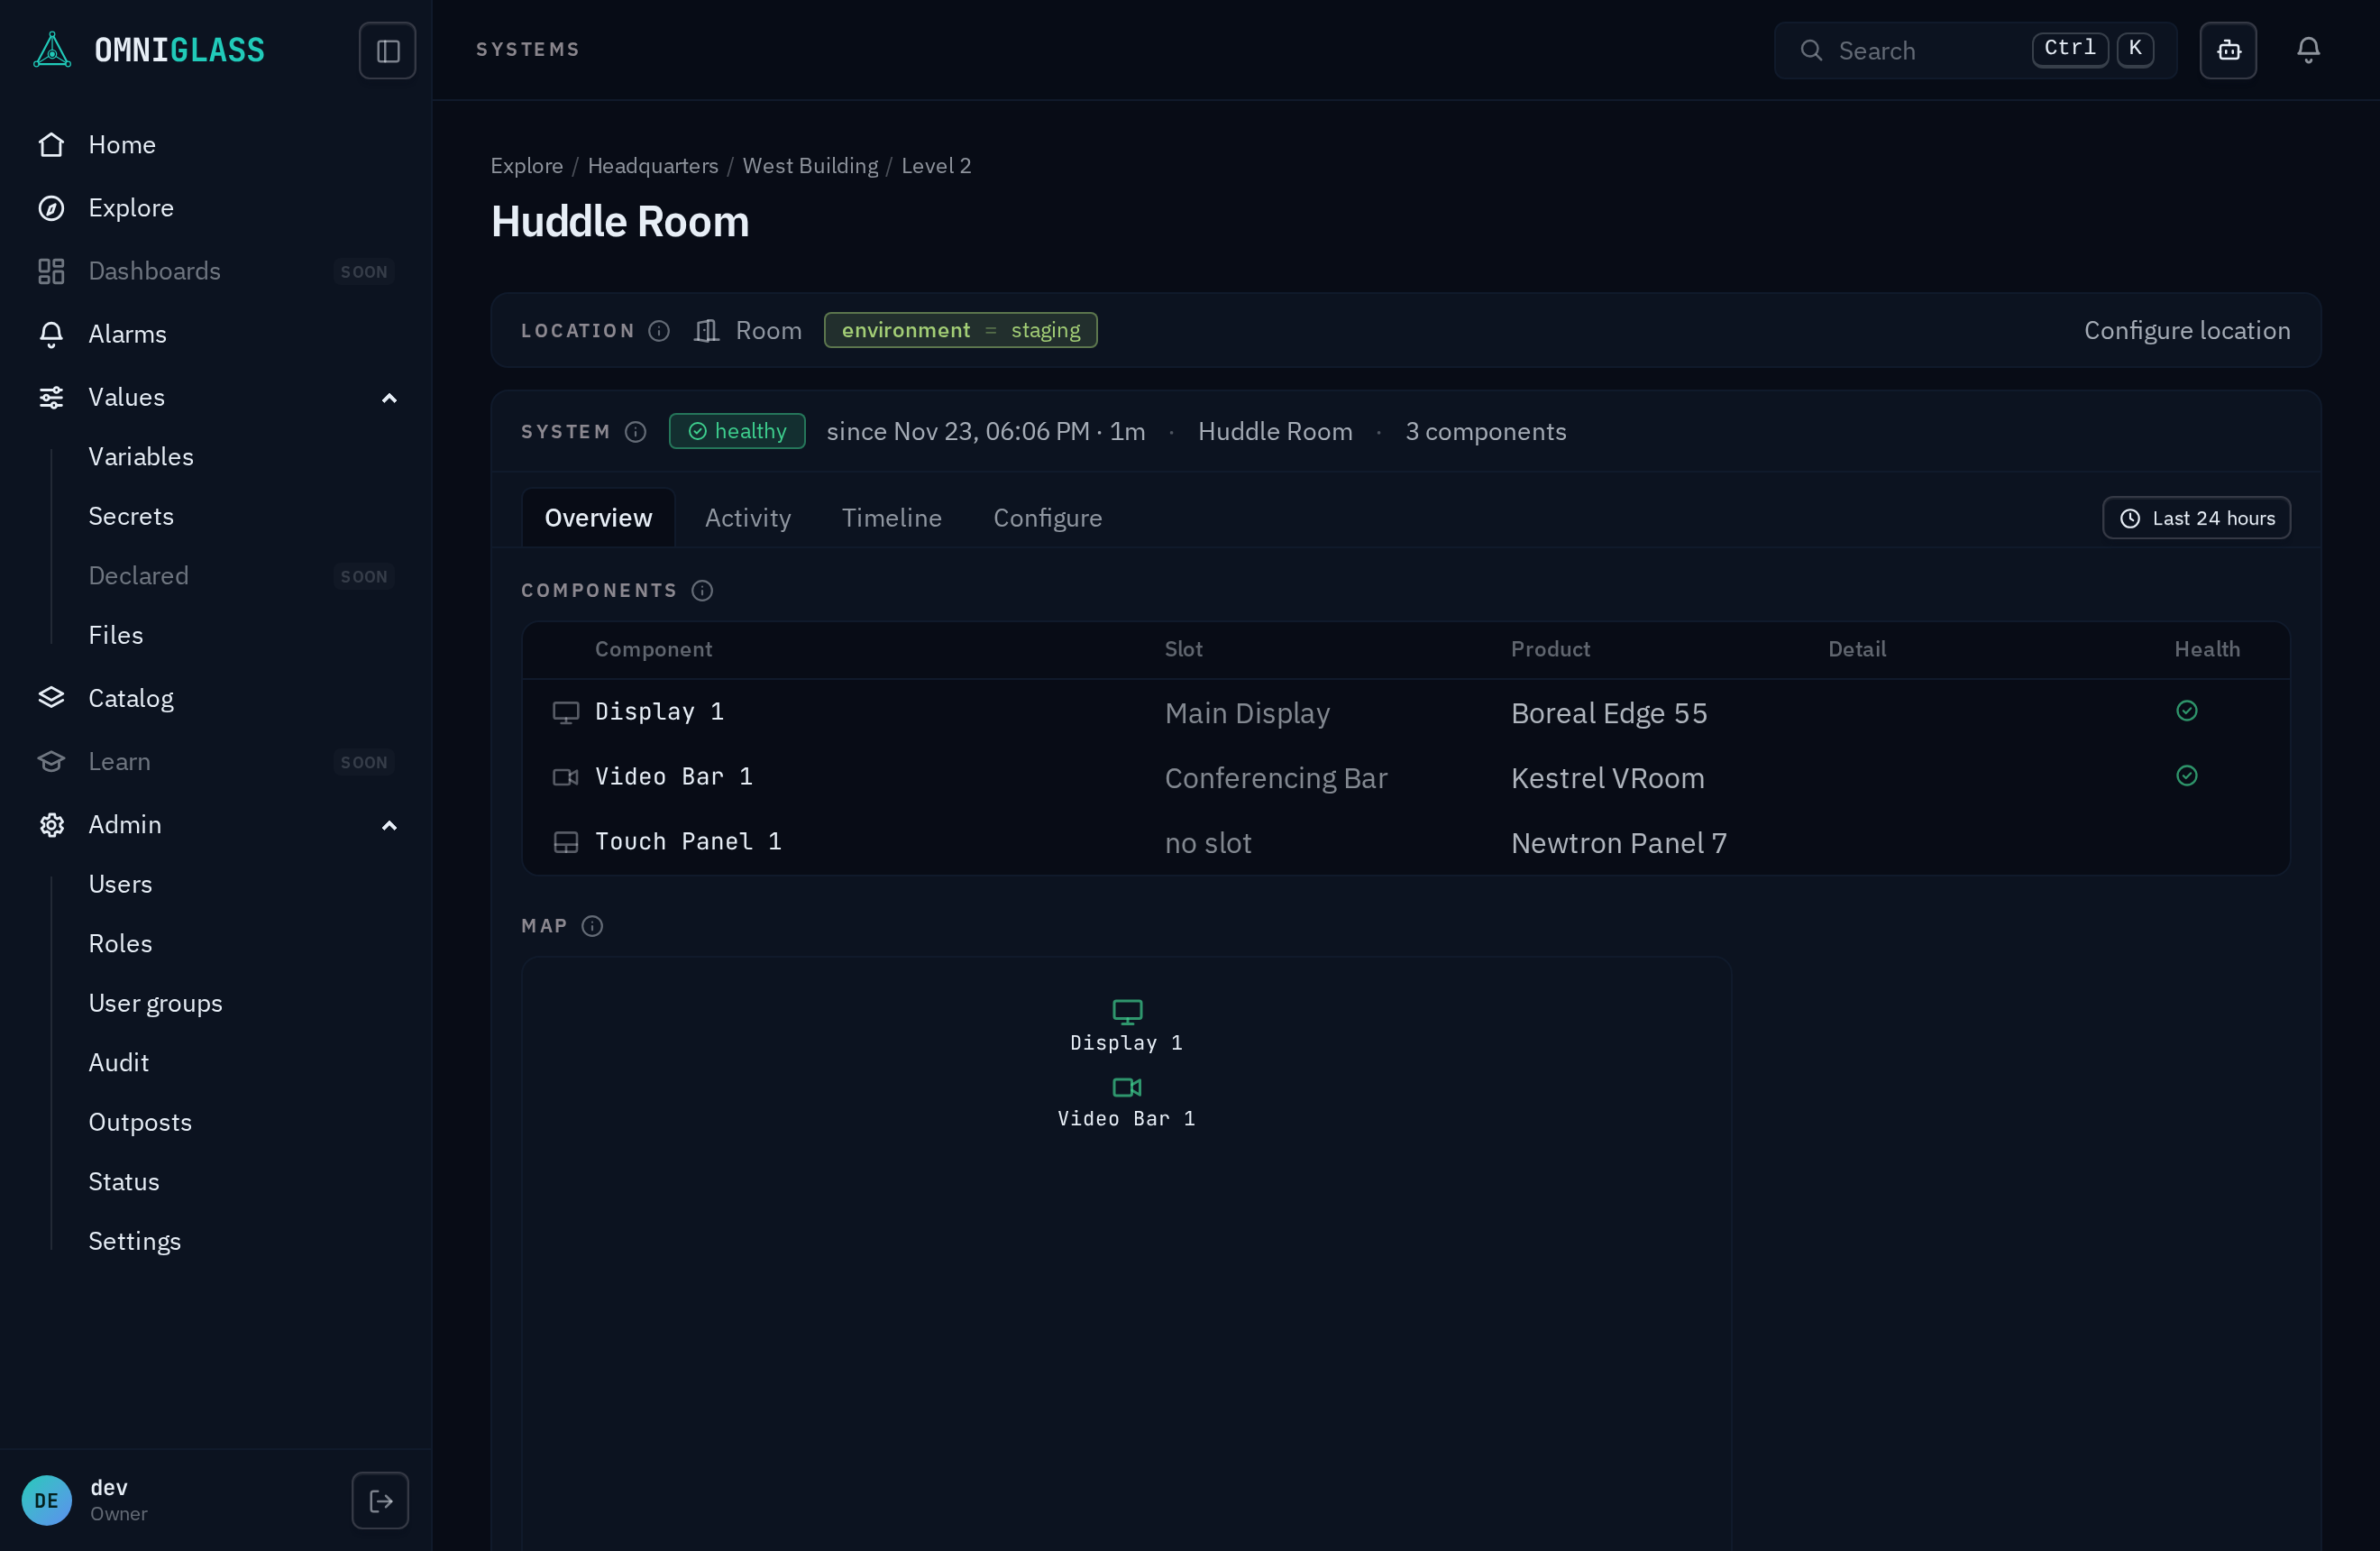 OMNIGLASS
Home
Explore
Dashboards SOON
Alarms
Values
Variables
Secrets
Declared SOON
Files
Catalog
Learn SOON
Admin
Users
Roles
User groups
Audit
Outposts
Status
Settings
DE dev
Owner
SYSTEMS
Search Ctrl K
Explore / Headquarters / West Building / Level 2
Huddle Room
LOCATION Room environment = staging Configure location
SYSTEM healthy since Nov 23, 06:06 PM · 1m · Huddle Room · 3 components
Overview Activity Timeline Configure Last 24 hours
COMPONENTS
Component Slot Product Detail Health
Display 1 Main Display Boreal Edge 55
Video Bar 1 Conferencing Bar Kestrel VRoom
Touch Panel 1 no slot Newtron Panel 7
MAP
Display 1
Video Bar 1